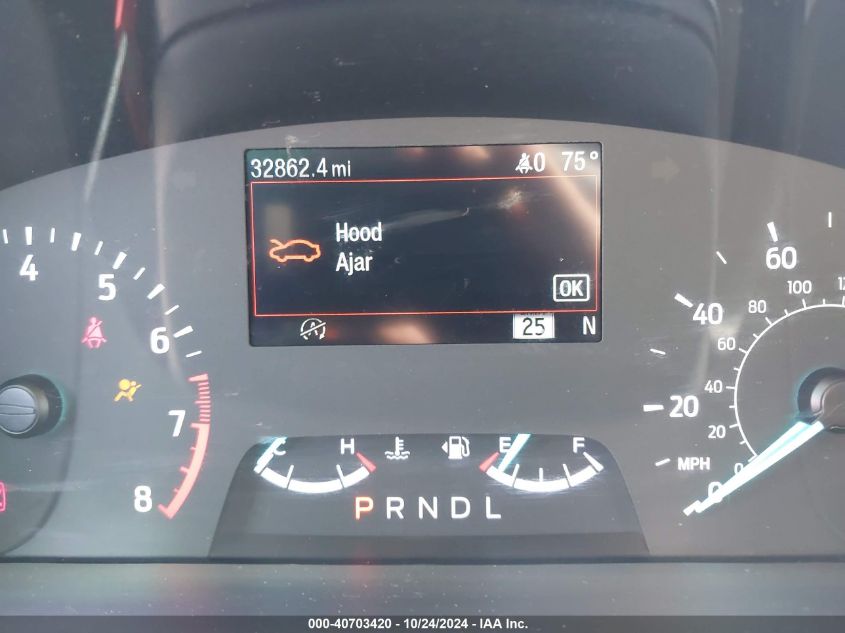 32862.4 mi 0 75°
Hood
Ajar
OK
25 N
4 5 6 7 8
C H E F
P R N D L
0 20 40 60
MPH
0 20 40 60 80 100
000-40703420 - 10/24/2024 - IAA Inc.